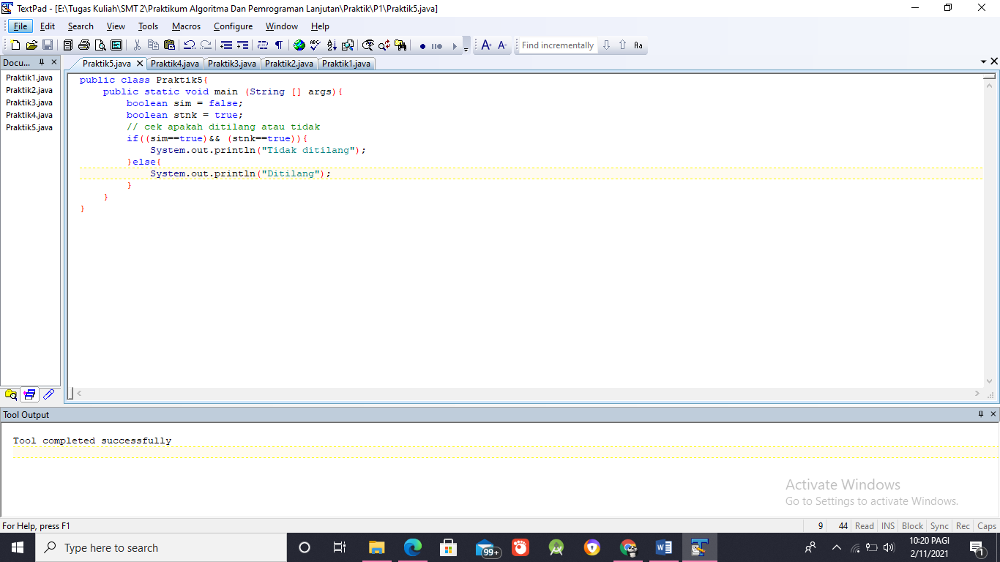 TextPad - [E:\Tugas Kuliah\SMT 2\Praktikum Algoritma Dan Pemrograman Lanjutan\Praktik\P1\Praktik5.java]
File Edit Search View Tools Macros Configure Window Help
Find incrementally
Docu...
Praktik5.java Praktik4.java Praktik3.java Praktik2.java Praktik1.java
Praktik1.java
Praktik2.java
Praktik3.java
Praktik4.java
Praktik5.java
public class Praktik5{
    public static void main (String [] args){
        boolean sim = false;
        boolean stnk = true;
        // cek apakah ditilang atau tidak
        if((sim==true)&& (stnk==true)){
            System.out.println("Tidak ditilang");
        }else{
            System.out.println("Ditilang");
        }
    }
}
Tool Output
Tool completed successfully
Activate Windows
Go to Settings to activate Windows.
For Help, press F1
9 44 Read INS Block Sync Rec Caps
Type here to search
99+
10:20 PAGI
2/11/2021
1